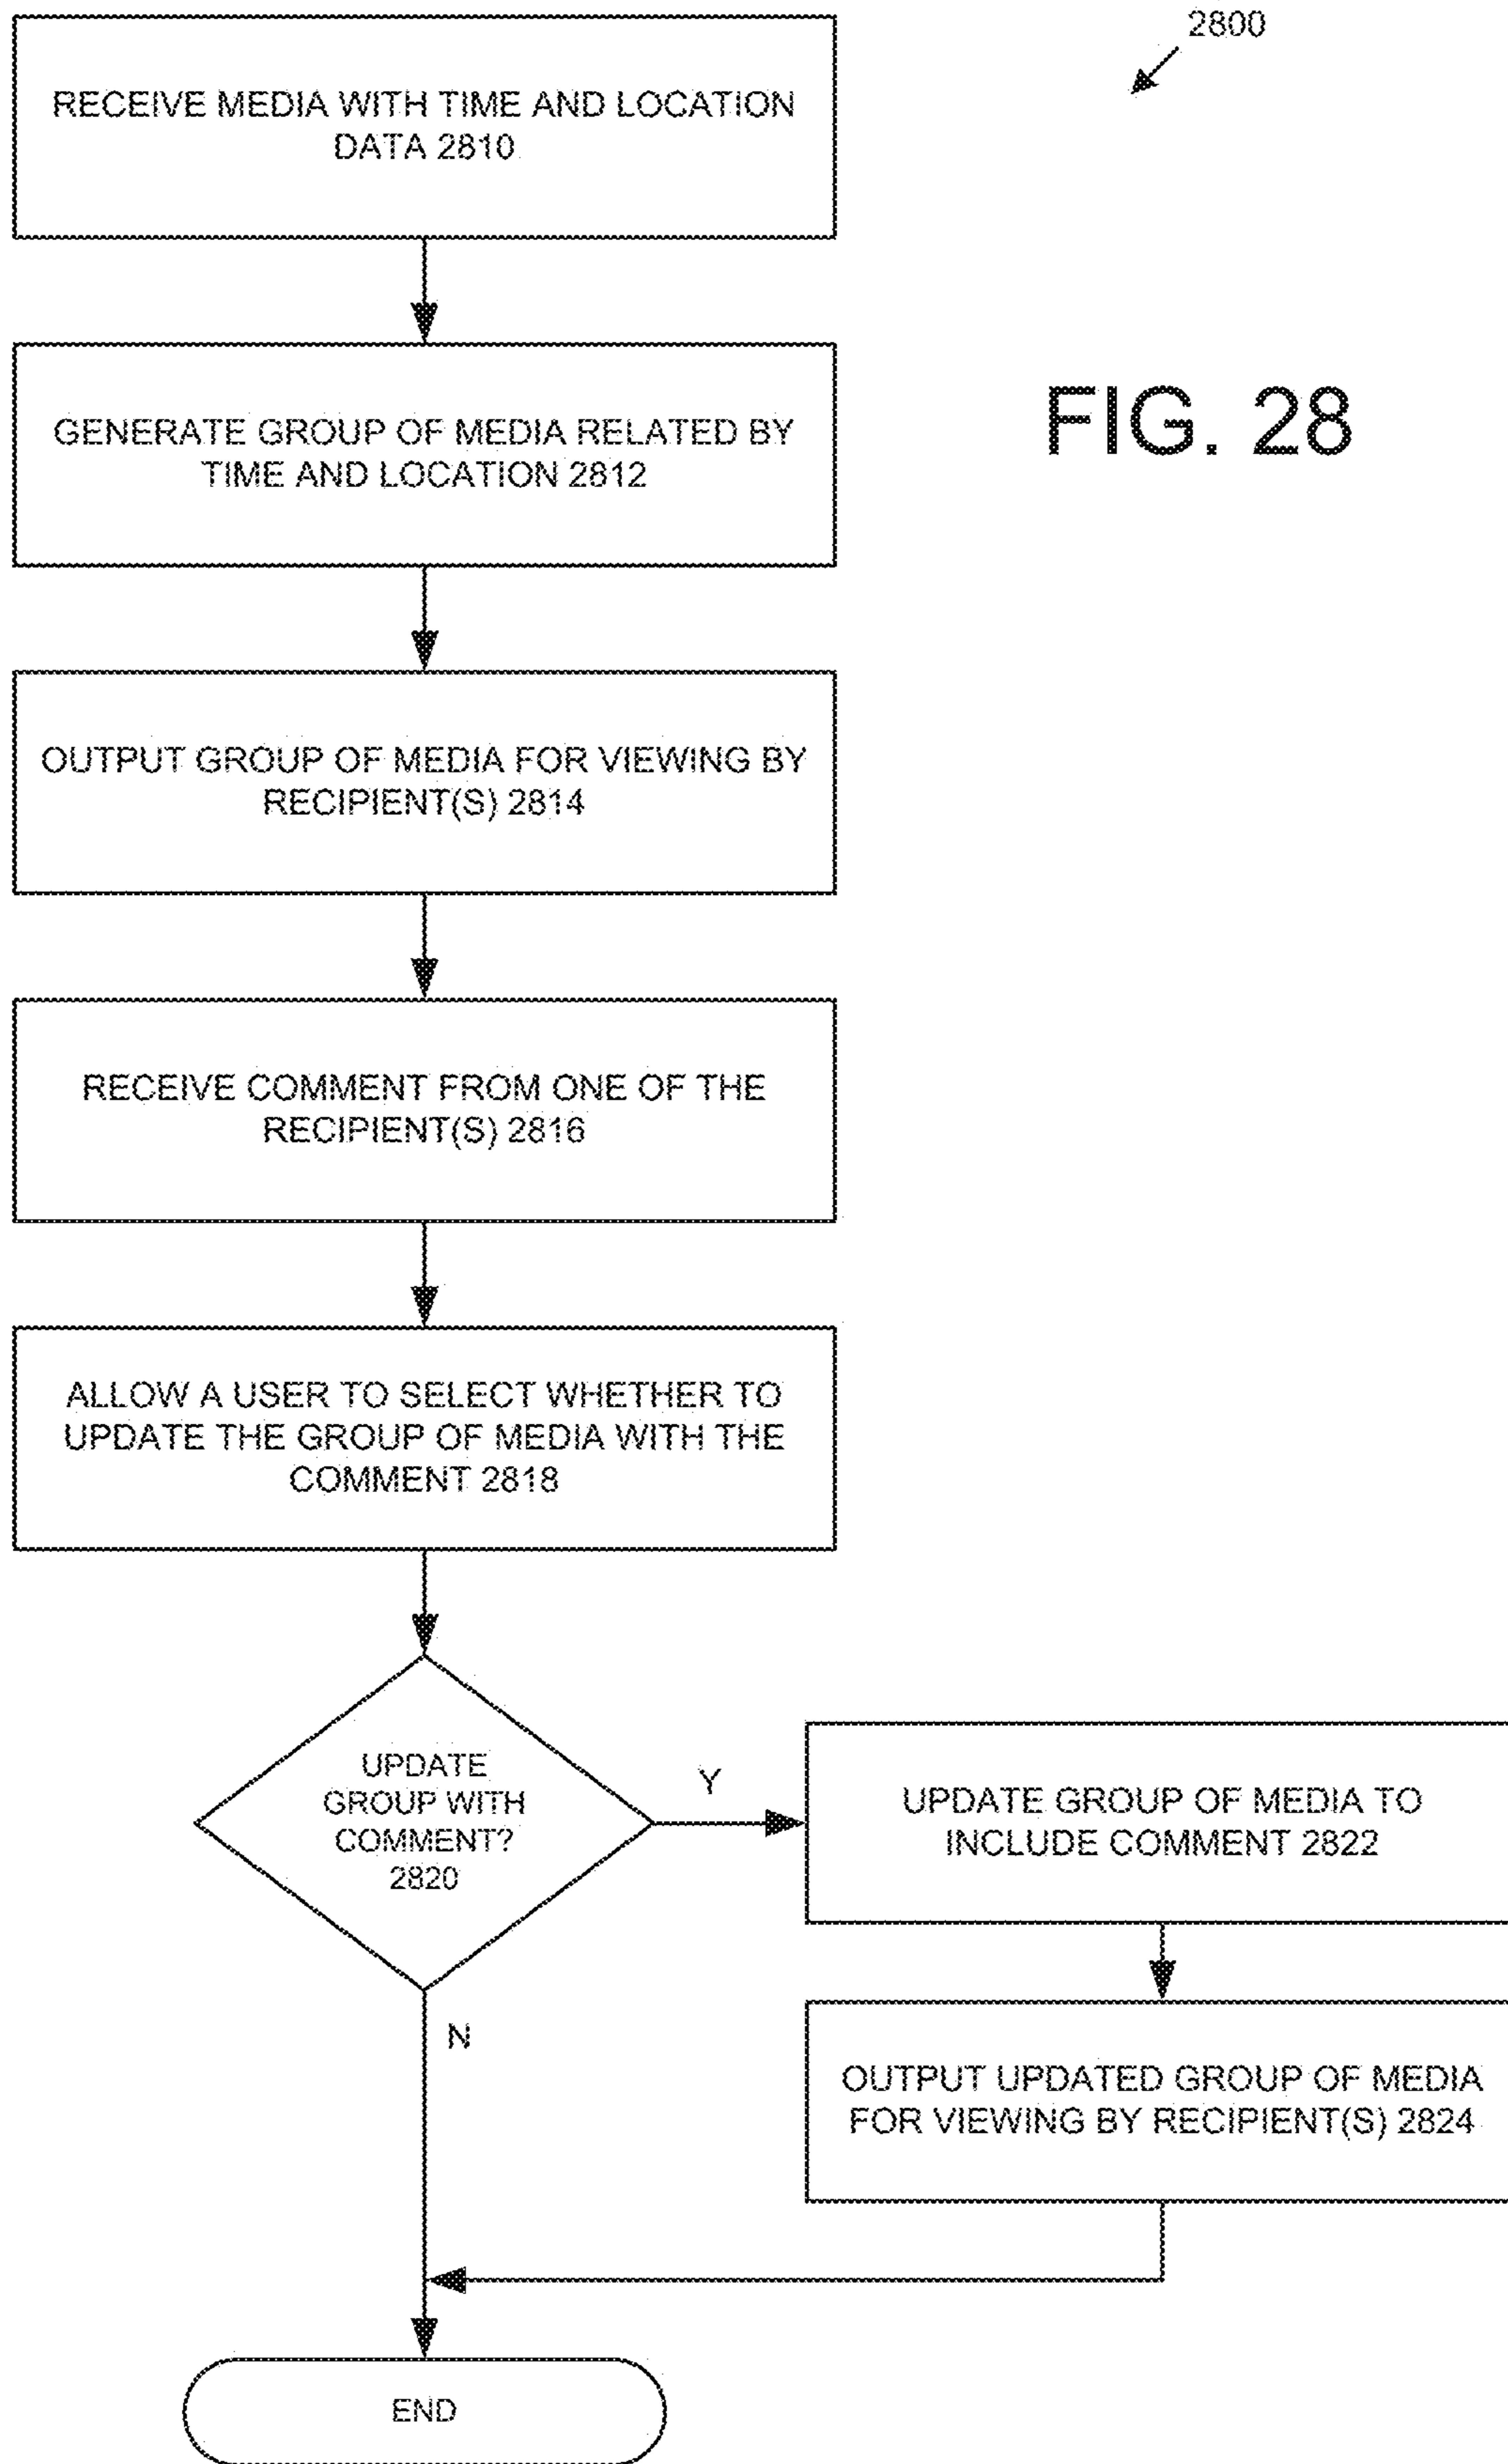 2800
RECEIVE MEDIA WITH TIME AND LOCATION
DATA 2810
FIG. 28
GENERATE GROUP OF MEDIA RELATED BY
TIME AND LOCATION 2812
OUTPUT GROUP OF MEDIA FOR VIEWING BY
RECIPIENT(S) 2814
RECEIVE COMMENT FROM ONE OF THE
RECIPIENT(S) 2816
ALLOW A USER TO SELECT WHETHER TO
UPDATE THE GROUP OF MEDIA WITH THE
COMMENT 2818
UPDATE
GROUP WITH
COMMENT?
2820
Y
UPDATE GROUP OF MEDIA TO
INCLUDE COMMENT 2822
N
OUTPUT UPDATED GROUP OF MEDIA
FOR VIEWING BY RECIPIENT(S) 2824
END